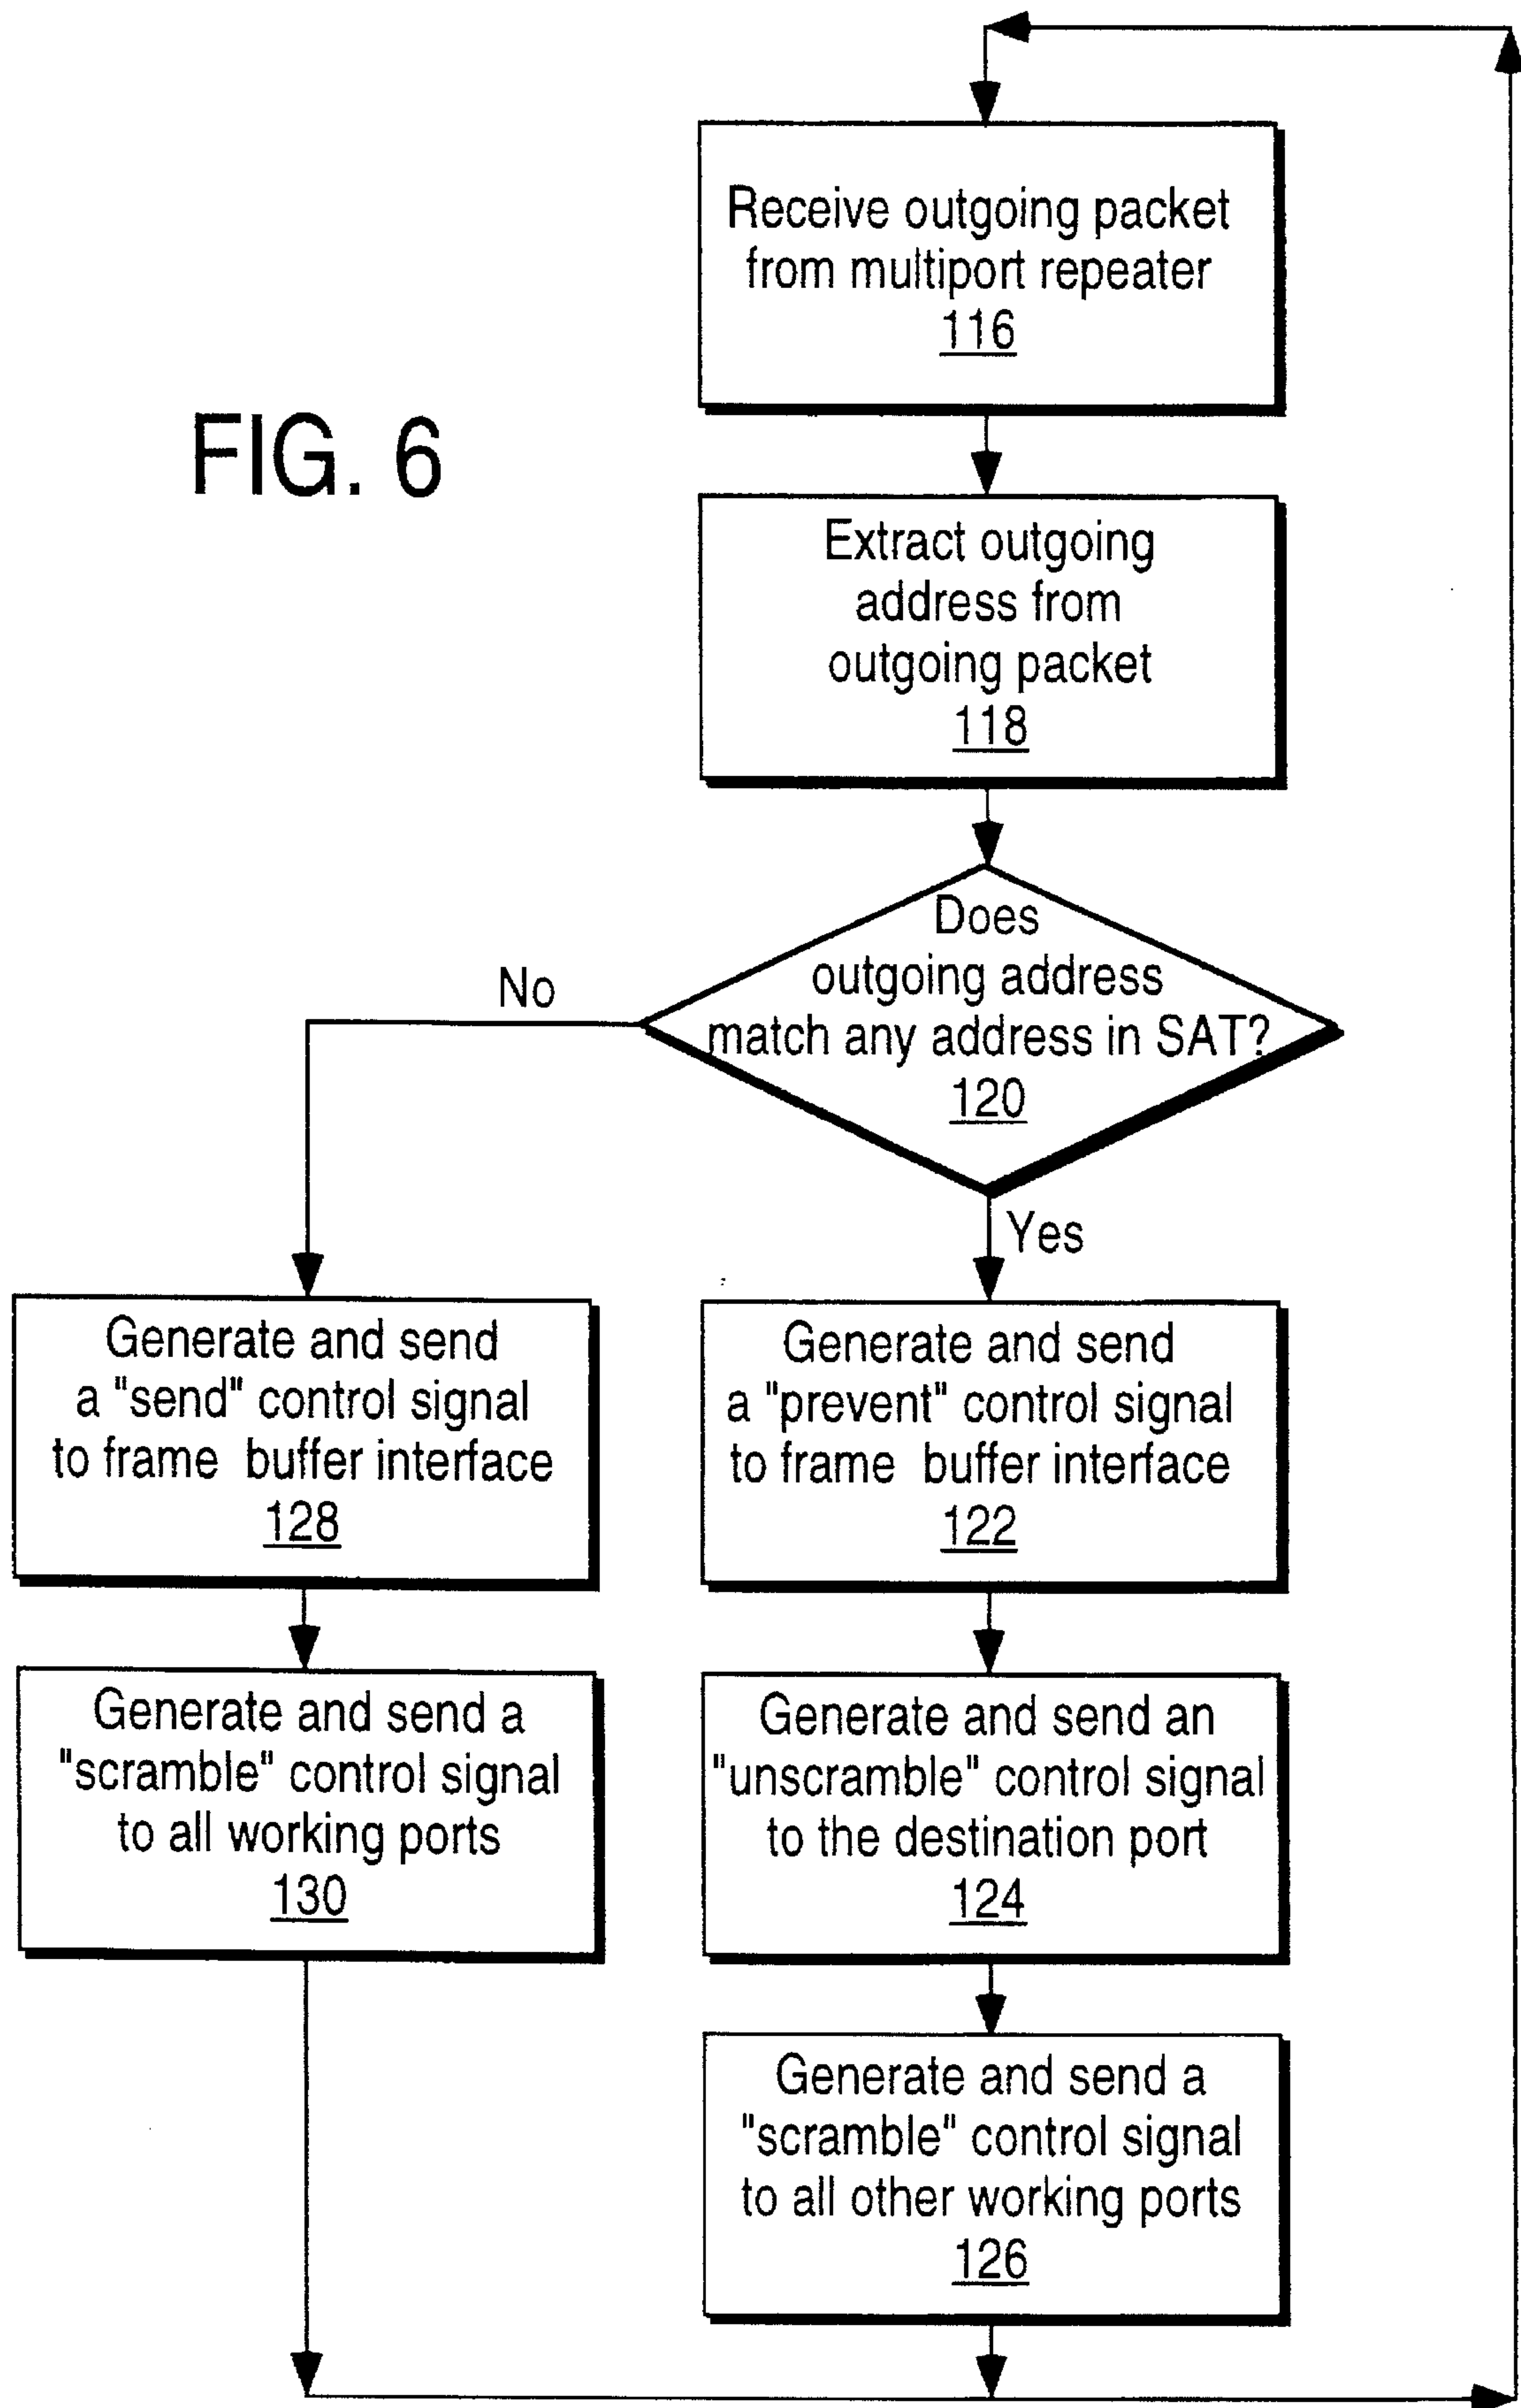 FIG. 6
Receive outgoing packet
from multiport repeater
116
Extract outgoing
address from
outgoing packet
118
Does
outgoing address
match any address in SAT?
120
No
Yes
Generate and send
a "send" control signal
to frame buffer interface
128
Generate and send
a "prevent" control signal
to frame buffer interface
122
Generate and send a
"scramble" control signal
to all working ports
130
Generate and send an
"unscramble" control signal
to the destination port
124
Generate and send a
"scramble" control signal
to all other working ports
126